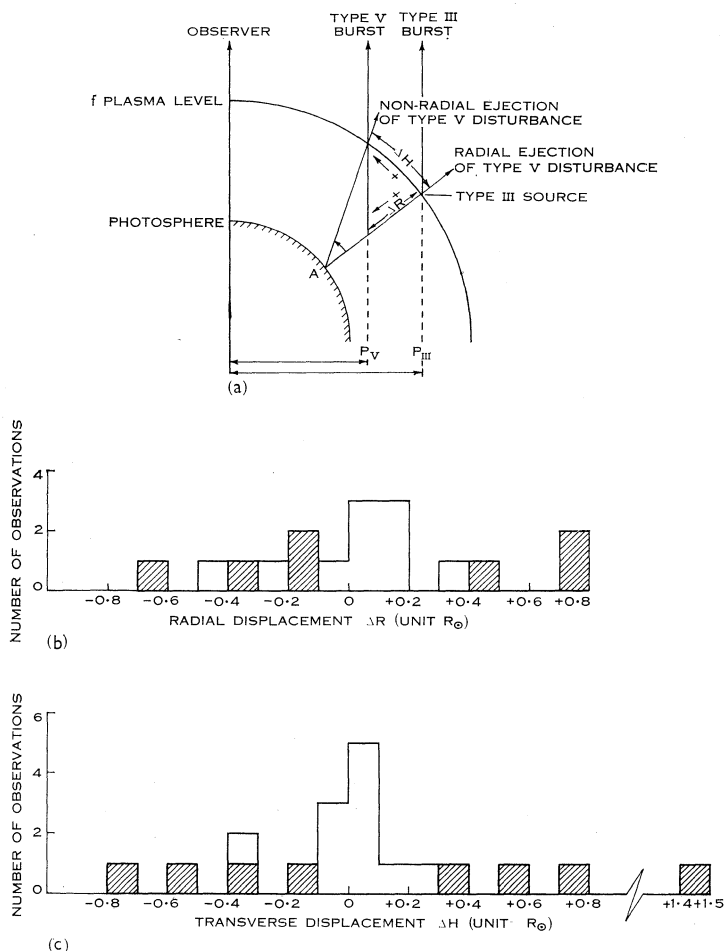 OBSERVER
TYPE V BURST
TYPE III BURST
f PLASMA LEVEL
NON-RADIAL EJECTION
OF TYPE V DISTURBANCE
ΔH
RADIAL EJECTION
OF TYPE V DISTURBANCE
+
+
ΔR
TYPE III SOURCE
PHOTOSPHERE
A
PV
PIII
(a)
NUMBER OF OBSERVATIONS
4
2
0
-0.8 -0.6 -0.4 -0.2 0 +0.2 +0.4 +0.6 +0.8
RADIAL DISPLACEMENT ΔR (UNIT R☉)
(b)
NUMBER OF OBSERVATIONS
6
4
2
0
-0.8 -0.6 -0.4 -0.2 0 +0.2 +0.4 +0.6 +0.8 +1.4 +1.5
TRANSVERSE DISPLACEMENT ΔH (UNIT R☉)
(c)